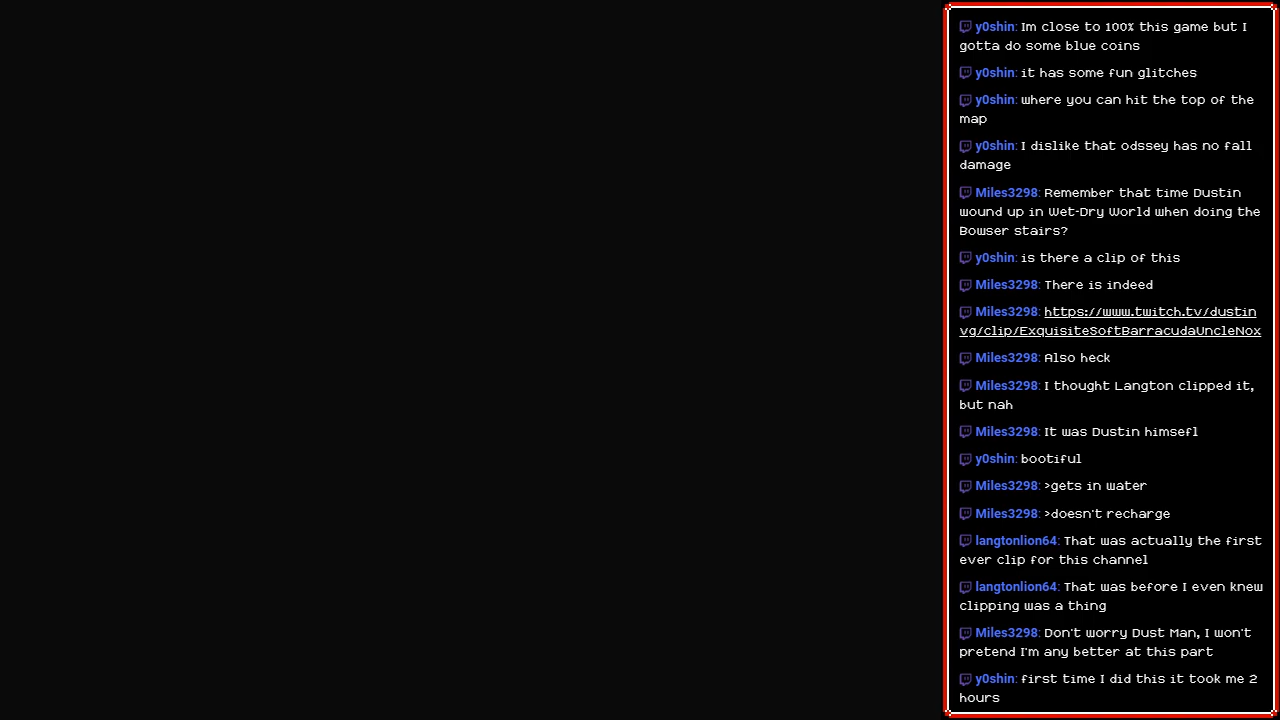 y0shin: Im close to 100% this game but I
gotta do some blue coins
y0shin: it has some fun glitches
y0shin: where you can hit the top of the
map
y0shin: I dislike that odssey has no fall
damage
Miles3298: Remember that time Dustin
wound up in Wet-Dry World when doing the
Bowser stairs?
y0shin: is there a clip of this
Miles3298: There is indeed
Miles3298: https://www.twitch.tv/dustin
vg/clip/ExquisiteSoftBarracudaUncleNox
Miles3298: Also heck
Miles3298: I thought Langton clipped it,
but nah
Miles3298: It was Dustin himsefl
y0shin: bootiful
Miles3298: >gets in water
Miles3298: >doesn't recharge
langtonlion64: That was actually the first
ever clip for this channel
langtonlion64: That was before I even knew
clipping was a thing
Miles3298: Don't worry Dust Man, I won't
pretend I'm any better at this part
y0shin: first time I did this it took me 2
hours